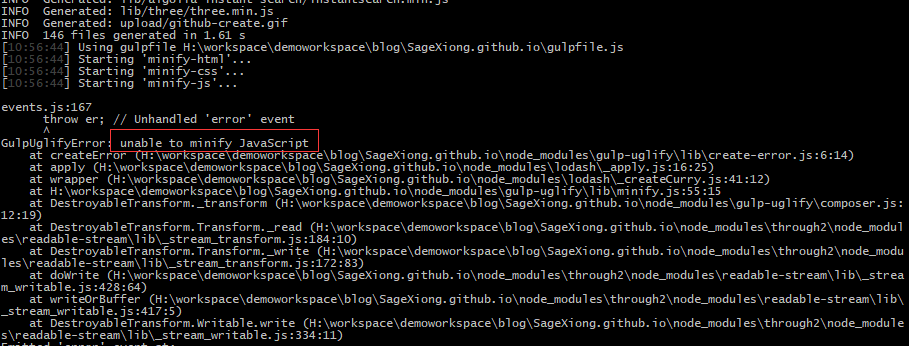 INFO  Generated: lib/algolia-instant-search/instantsearch.min.js
INFO  Generated: lib/three/three.min.js
INFO  Generated: upload/github-create.gif
INFO  146 files generated in 1.61 s
[10:56:44] Using gulpfile H:\workspace\demoworkspace\blog\SageXiong.github.io\gulpfile.js
[10:56:44] Starting 'minify-html'...
[10:56:44] Starting 'minify-css'...
[10:56:44] Starting 'minify-js'...
events.js:167
      throw er; // Unhandled 'error' event
      ^
GulpUglifyError: unable to minify JavaScript
    at createError (H:\workspace\demoworkspace\blog\SageXiong.github.io\node_modules\gulp-uglify\lib\create-error.js:6:14)
    at apply (H:\workspace\demoworkspace\blog\SageXiong.github.io\node_modules\lodash\_apply.js:16:25)
    at wrapper (H:\workspace\demoworkspace\blog\SageXiong.github.io\node_modules\lodash\_createCurry.js:41:12)
    at H:\workspace\demoworkspace\blog\SageXiong.github.io\node_modules\gulp-uglify\lib\minify.js:55:15
    at DestroyableTransform._transform (H:\workspace\demoworkspace\blog\SageXiong.github.io\node_modules\gulp-uglify\composer.js:
12:19)
    at DestroyableTransform.Transform._read (H:\workspace\demoworkspace\blog\SageXiong.github.io\node_modules\through2\node_modul
es\readable-stream\lib\_stream_transform.js:184:10)
    at DestroyableTransform.Transform._write (H:\workspace\demoworkspace\blog\SageXiong.github.io\node_modules\through2\node_modu
les\readable-stream\lib\_stream_transform.js:172:83)
    at doWrite (H:\workspace\demoworkspace\blog\SageXiong.github.io\node_modules\through2\node_modules\readable-stream\lib\_strea
m_writable.js:428:64)
    at writeOrBuffer (H:\workspace\demoworkspace\blog\SageXiong.github.io\node_modules\through2\node_modules\readable-stream\lib\
_stream_writable.js:417:5)
    at DestroyableTransform.Writable.write (H:\workspace\demoworkspace\blog\SageXiong.github.io\node_modules\through2\node_module
s\readable-stream\lib\_stream_writable.js:334:11)
Emitted 'error' event at: